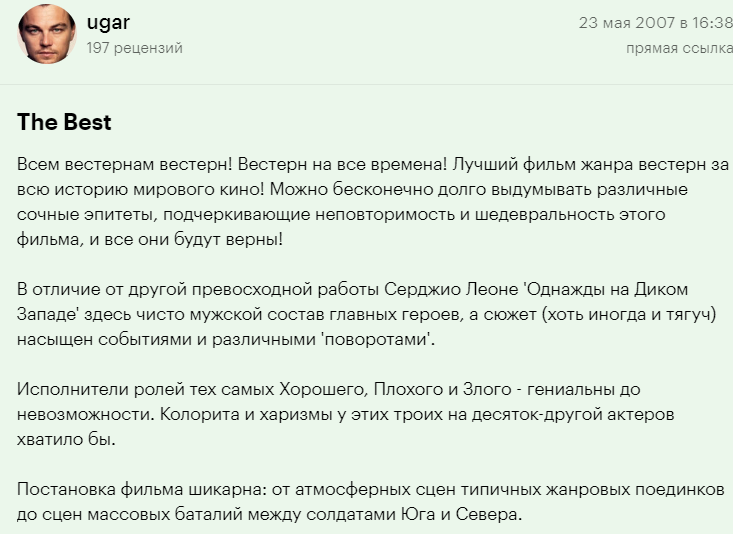 ugar
23 мая 2007 в 16:38
197 рецензий
прямая ссылка
The Best
Всем вестернам вестерн! Вестерн на все времена! Лучший фильм жанра вестерн за
всю историю мирового кино! Можно бесконечно долго выдумывать различные
сочные эпитеты, подчеркивающие неповторимость и шедевральность этого
фильма, и все они будут верны!
В отличие от другой превосходной работы Серджио Леоне 'Однажды на Диком
Западе' здесь чисто мужской состав главных героев, а сюжет (хоть иногда и тягуч)
насыщен событиями и различными 'поворотами'.
Исполнители ролей тех самых Хорошего, Плохого и Злого - гениальны до
невозможности. Колорита и харизмы у этих троих на десяток-другой актеров
хватило бы.
Постановка фильма шикарна: от атмосферных сцен типичных жанровых поединков
до сцен массовых баталий между солдатами Юга и Севера.